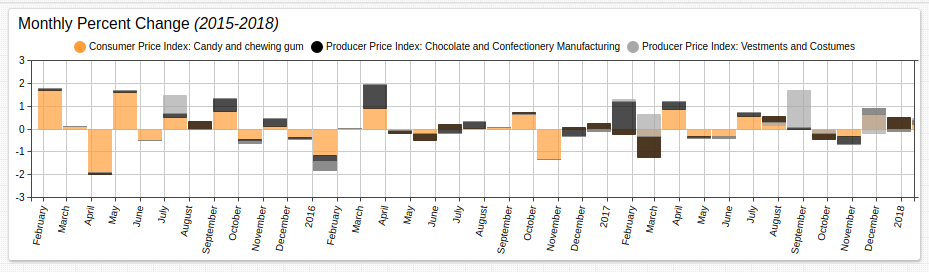 Monthly Percent Change (2015-2018)
Consumer Price Index: Candy and chewing gum Producer Price Index: Chocolate and Confectionery Manufacturing Producer Price Index: Vestments and Costumes
3
2
1
0
-1
-2
-3
February March April May June July August September October November December 2016 February March April May June July August September October November December 2017 February March April May June July August September October November December 2018